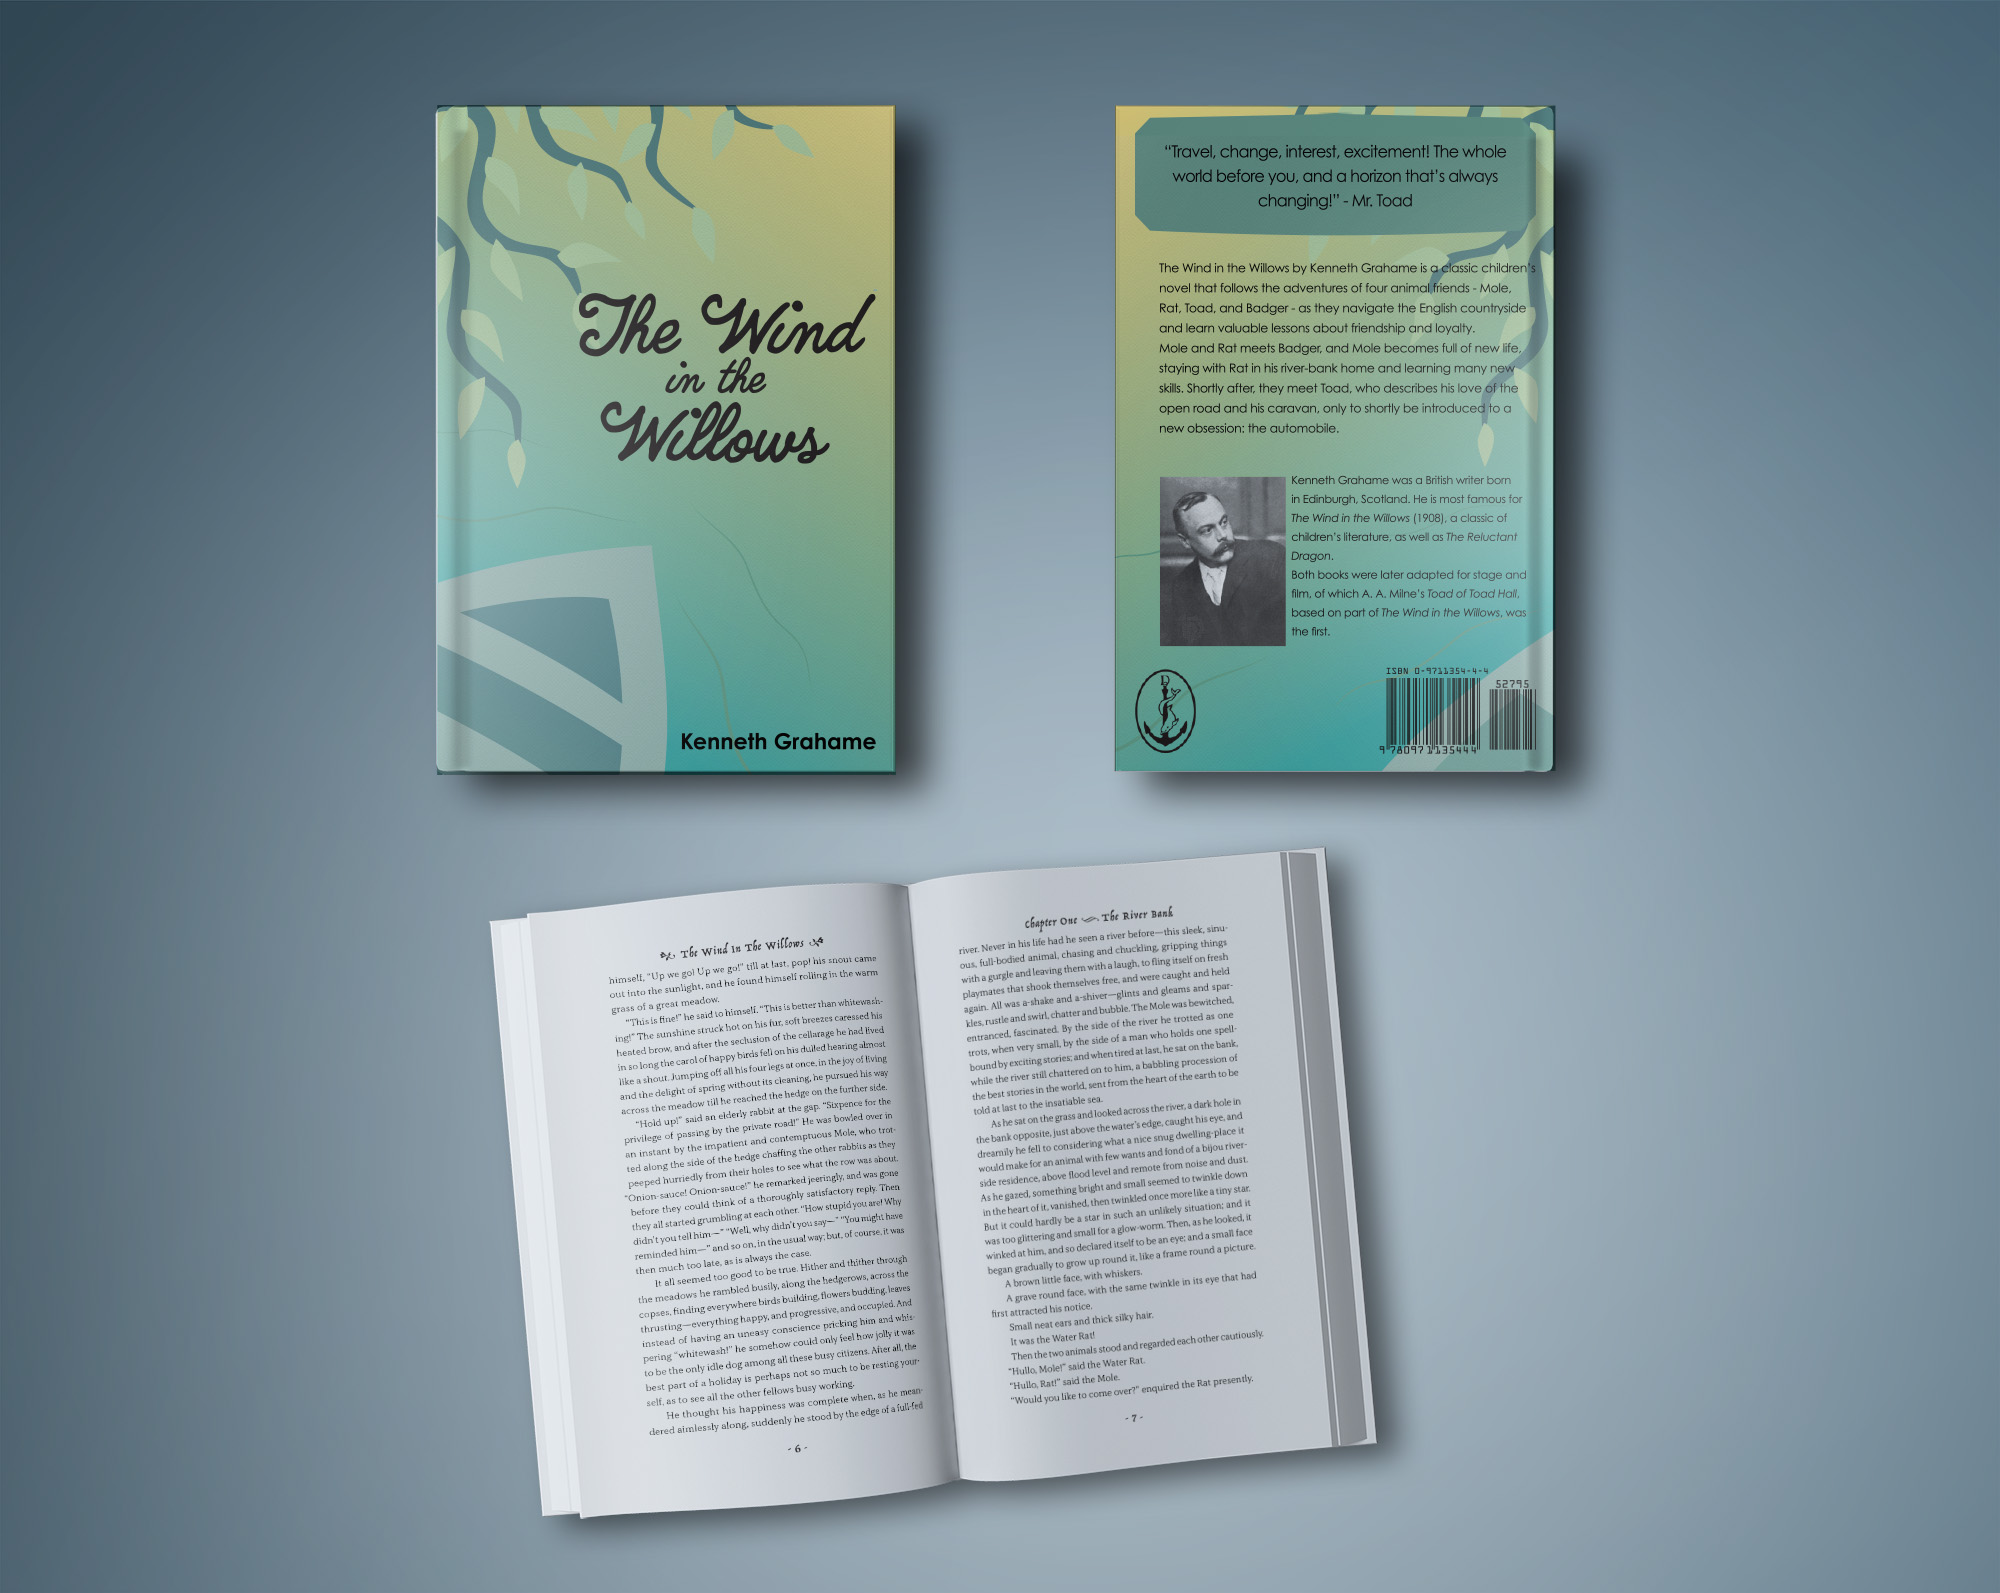 The Wind
in the
Willows
Kenneth Grahame
“Travel, change, interest, excitement! The whole
world before you, and a horizon that’s always
changing!” - Mr. Toad
The Wind in the Willows by Kenneth Grahame is a classic children’s
novel that follows the adventures of four animal friends - Mole,
Rat, Toad, and Badger - as they navigate the English countryside
and learn valuable lessons about friendship and loyalty.
Mole and Rat meets Badger, and Mole becomes full of new life,
staying with Rat in his river-bank home and learning many new
skills. Shortly after, they meet Toad, who describes his love of the
open road and his caravan, only to shortly be introduced to a
new obsession: the automobile.
Kenneth Grahame was a British writer born
in Edinburgh, Scotland. He is most famous for
The Wind in the Willows (1908), a classic of
children’s literature, as well as The Reluctant
Dragon.
Both books were later adapted for stage and
film, of which A. A. Milne’s Toad of Toad Hall,
based on part of The Wind in the Willows, was
the first.
D
ISBN 0-9711354-4-4
52795
9 780971 135444
The Wind In The Willows
himself, “Up we go! Up we go!” till at last, pop! his snout came
out into the sunlight, and he found himself rolling in the warm
grass of a great meadow.
“This is fine!” he said to himself. “This is better than whitewash-
ing!” The sunshine struck hot on his fur, soft breezes caressed his
heated brow, and after the seclusion of the cellarage he had lived
in so long the carol of happy birds fell on his dulled hearing almost
like a shout. Jumping off all his four legs at once, in the joy of living
and the delight of spring without its cleaning, he pursued his way
across the meadow till he reached the hedge on the further side.
“Hold up!” said an elderly rabbit at the gap. “Sixpence for the
privilege of passing by the private road!” He was bowled over in
an instant by the impatient and contemptuous Mole, who trot-
ted along the side of the hedge chaffing the other rabbits as they
peeped hurriedly from their holes to see what the row was about.
“Onion-sauce! Onion-sauce!” he remarked jeeringly, and was gone
before they could think of a thoroughly satisfactory reply. Then
they all started grumbling at each other. “How stupid you are! Why
didn’t you tell him—” “Well, why didn’t you say—” “You might have
reminded him—” and so on, in the usual way; but, of course, it was
then much too late, as is always the case.
It all seemed too good to be true. Hither and thither through
the meadows he rambled busily, along the hedgerows, across the
copses, finding everywhere birds building, flowers budding, leaves
thrusting—everything happy, and progressive, and occupied. And
instead of having an uneasy conscience pricking him and whis-
pering “whitewash!” he somehow could only feel how jolly it was
to be the only idle dog among all these busy citizens. After all, the
best part of a holiday is perhaps not so much to be resting your-
self, as to see all the other fellows busy working.
He thought his happiness was complete when, as he mean-
dered aimlessly along, suddenly he stood by the edge of a full-fed
- 6 -
Chapter One The River Bank
river. Never in his life had he seen a river before—this sleek, sinu-
ous, full-bodied animal, chasing and chuckling, gripping things
with a gurgle and leaving them with a laugh, to fling itself on fresh
playmates that shook themselves free, and were caught and held
again. All was a-shake and a-shiver—glints and gleams and spar-
kles, rustle and swirl, chatter and bubble. The Mole was bewitched,
entranced, fascinated. By the side of the river he trotted as one
trots, when very small, by the side of a man who holds one spell-
bound by exciting stories; and when tired at last, he sat on the bank,
while the river still chattered on to him, a babbling procession of
the best stories in the world, sent from the heart of the earth to be
told at last to the insatiable sea.
As he sat on the grass and looked across the river, a dark hole in
the bank opposite, just above the water’s edge, caught his eye, and
dreamily he fell to considering what a nice snug dwelling-place it
would make for an animal with few wants and fond of a bijou river-
side residence, above flood level and remote from noise and dust.
As he gazed, something bright and small seemed to twinkle down
in the heart of it, vanished, then twinkled once more like a tiny star.
But it could hardly be a star in such an unlikely situation; and it
was too glittering and small for a glow-worm. Then, as he looked, it
winked at him, and so declared itself to be an eye; and a small face
began gradually to grow up round it, like a frame round a picture.
A brown little face, with whiskers.
A grave round face, with the same twinkle in its eye that had
first attracted his notice.
Small neat ears and thick silky hair.
It was the Water Rat!
Then the two animals stood and regarded each other cautiously.
“Hullo, Mole!” said the Water Rat.
“Hullo, Rat!” said the Mole.
“Would you like to come over?” enquired the Rat presently.
- 7 -